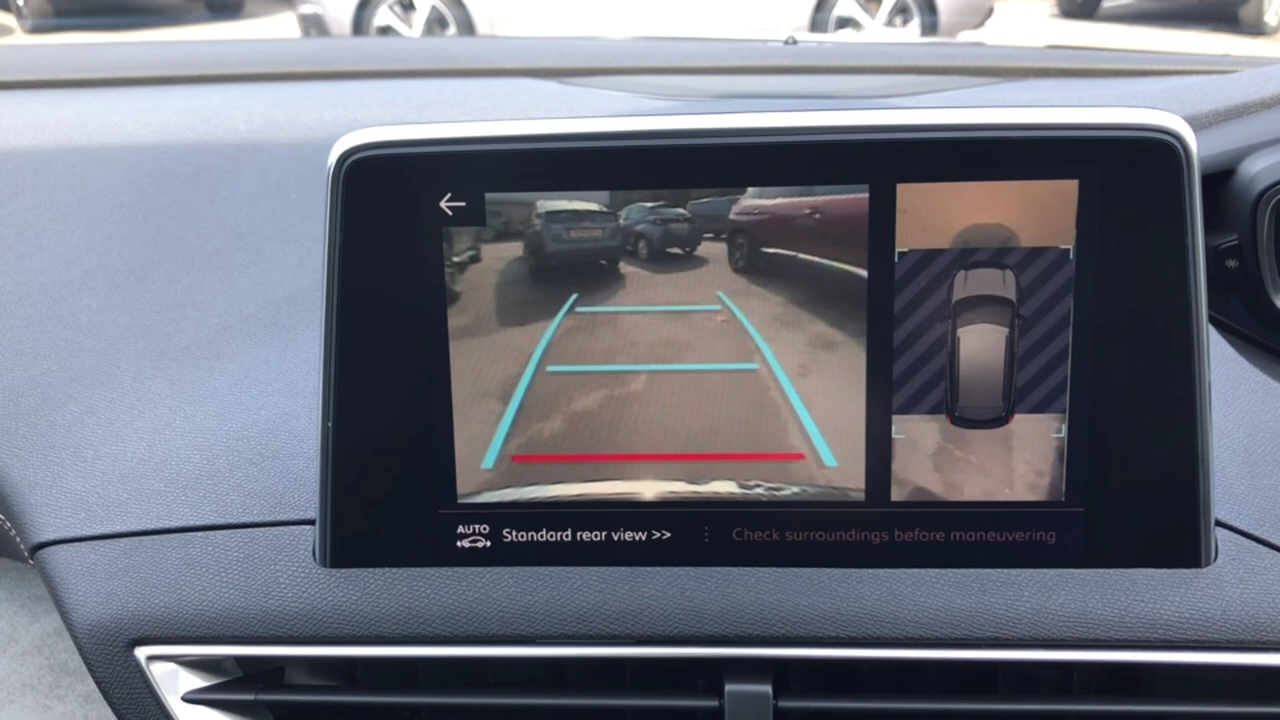 AUTO
Standard rear view >>
Check surroundings before maneuvering